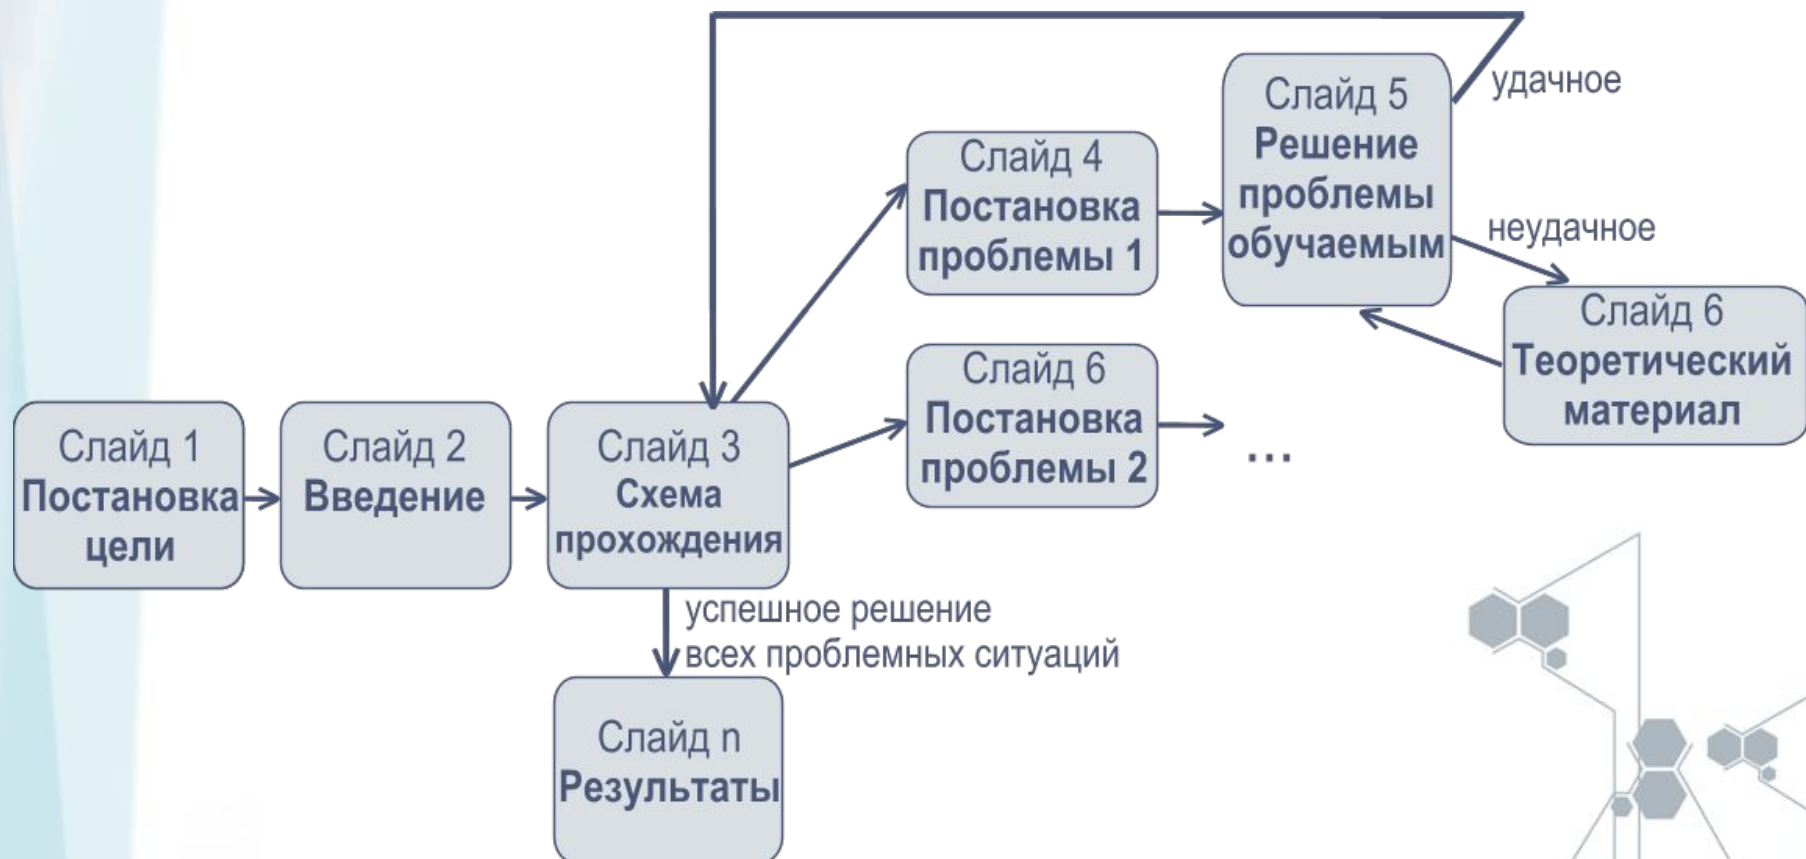 Слайд 1
Постановка
цели
Слайд 2
Введение
Слайд 3
Схема
прохождения
Слайд 4
Постановка
проблемы 1
Слайд 5
Решение
проблемы
обучаемым
удачное
неудачное
Слайд 6
Теоретический
материал
Слайд 6
Постановка
проблемы 2
...
успешное решение
всех проблемных ситуаций
Слайд n
Результаты